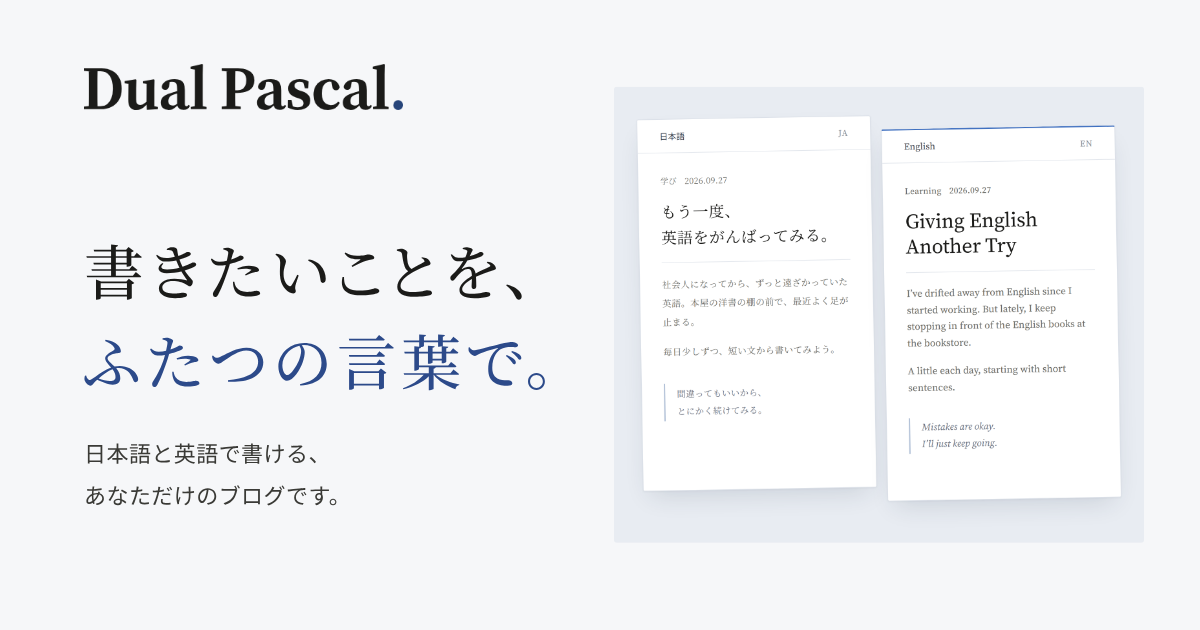 Dual Pascal.
書きたいことを、
ふたつの言葉で。
日本語と英語で書ける、
あなただけのブログです。
日本語 JA
学び 2026.09.27
もう一度、
英語をがんばってみる。
社会人になってから、ずっと遠ざかっていた
英語。本屋の洋書の棚の前で、最近よく足が
止まる。
毎日少しずつ、短い文から書いてみよう。
間違ってもいいから、
とにかく続けてみる。
English EN
Learning 2026.09.27
Giving English
Another Try
I've drifted away from English since I
started working. But lately, I keep
stopping in front of the English books at
the bookstore.
A little each day, starting with short
sentences.
Mistakes are okay.
I'll just keep going.